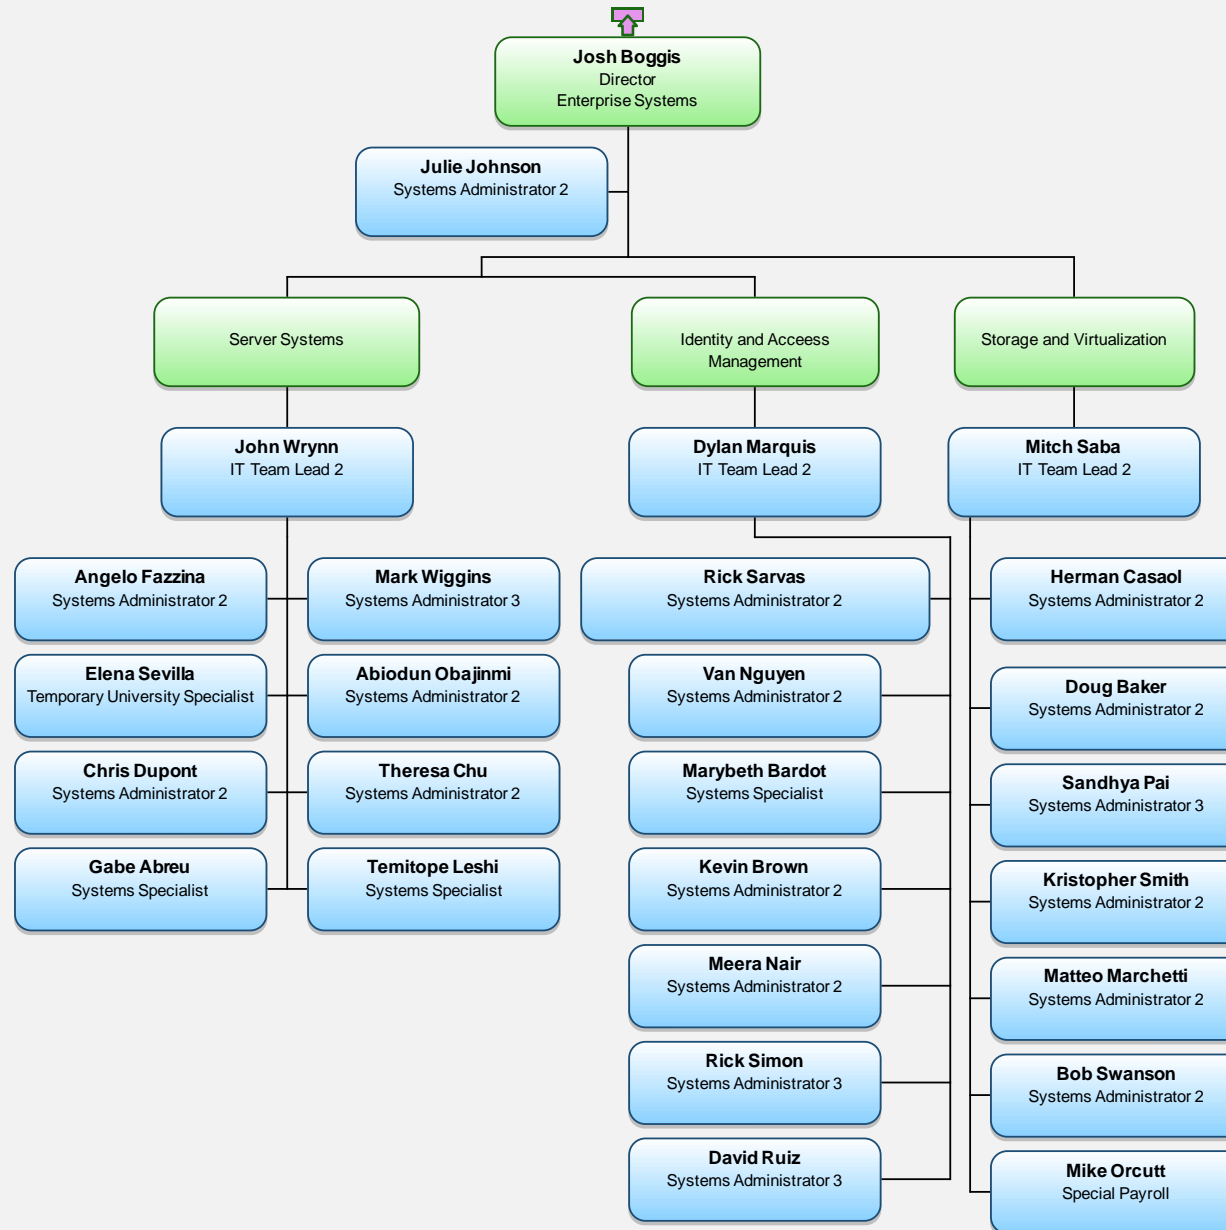 Josh Boggis
Director
Enterprise Systems
Julie Johnson
Systems Administrator 2
Server Systems
Identity and Acceess
Management
Storage and Virtualization
John Wrynn
IT Team Lead 2
Dylan Marquis
IT Team Lead 2
Mitch Saba
IT Team Lead 2
Angelo Fazzina
Systems Administrator 2
Mark Wiggins
Systems Administrator 3
Rick Sarvas
Systems Administrator 2
Herman Casaol
Systems Administrator 2
Elena Sevilla
Temporary University Specialist
Abiodun Obajinmi
Systems Administrator 2
Van Nguyen
Systems Administrator 2
Doug Baker
Systems Administrator 2
Chris Dupont
Systems Administrator 2
Theresa Chu
Systems Administrator 2
Marybeth Bardot
Systems Specialist
Sandhya Pai
Systems Administrator 3
Gabe Abreu
Systems Specialist
Temitope Leshi
Systems Specialist
Kevin Brown
Systems Administrator 2
Kristopher Smith
Systems Administrator 2
Meera Nair
Systems Administrator 2
Matteo Marchetti
Systems Administrator 2
Rick Simon
Systems Administrator 3
Bob Swanson
Systems Administrator 2
David Ruiz
Systems Administrator 3
Mike Orcutt
Special Payroll